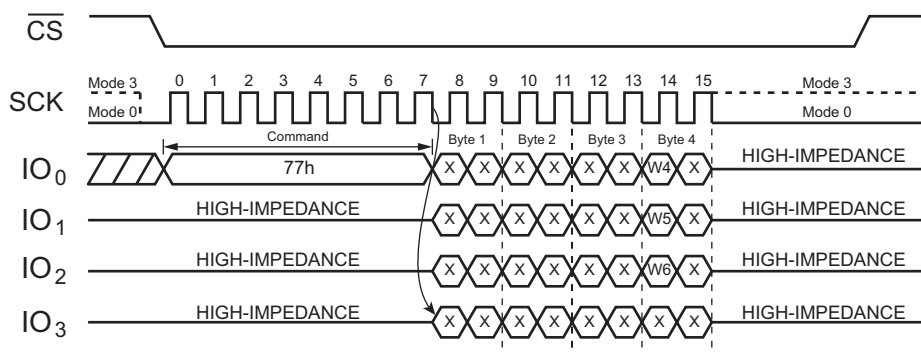 CS
SCK Mode 3 0 1 2 3 4 5 6 7 8 9 10 11 12 13 14 15 Mode 3
Mode 0 Mode 0
Command Byte 1 Byte 2 Byte 3 Byte 4
IO0 77h X X X X X X W4 X HIGH-IMPEDANCE
IO1 HIGH-IMPEDANCE X X X X X X W5 X HIGH-IMPEDANCE
IO2 HIGH-IMPEDANCE X X X X X X W6 X HIGH-IMPEDANCE
IO3 HIGH-IMPEDANCE X X X X X X X X HIGH-IMPEDANCE